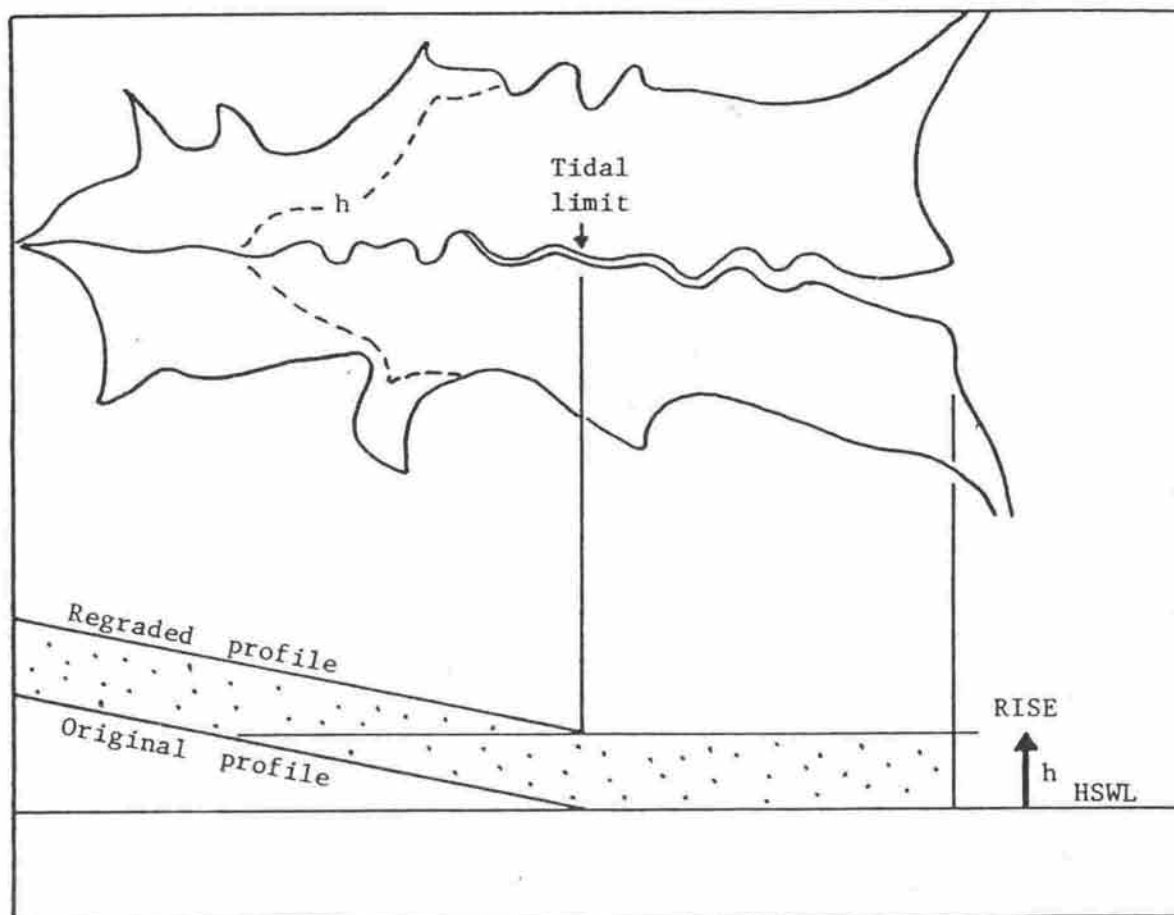 h
Tidal
limit
Regraded profile
Original profile
RISE
h
HSWL